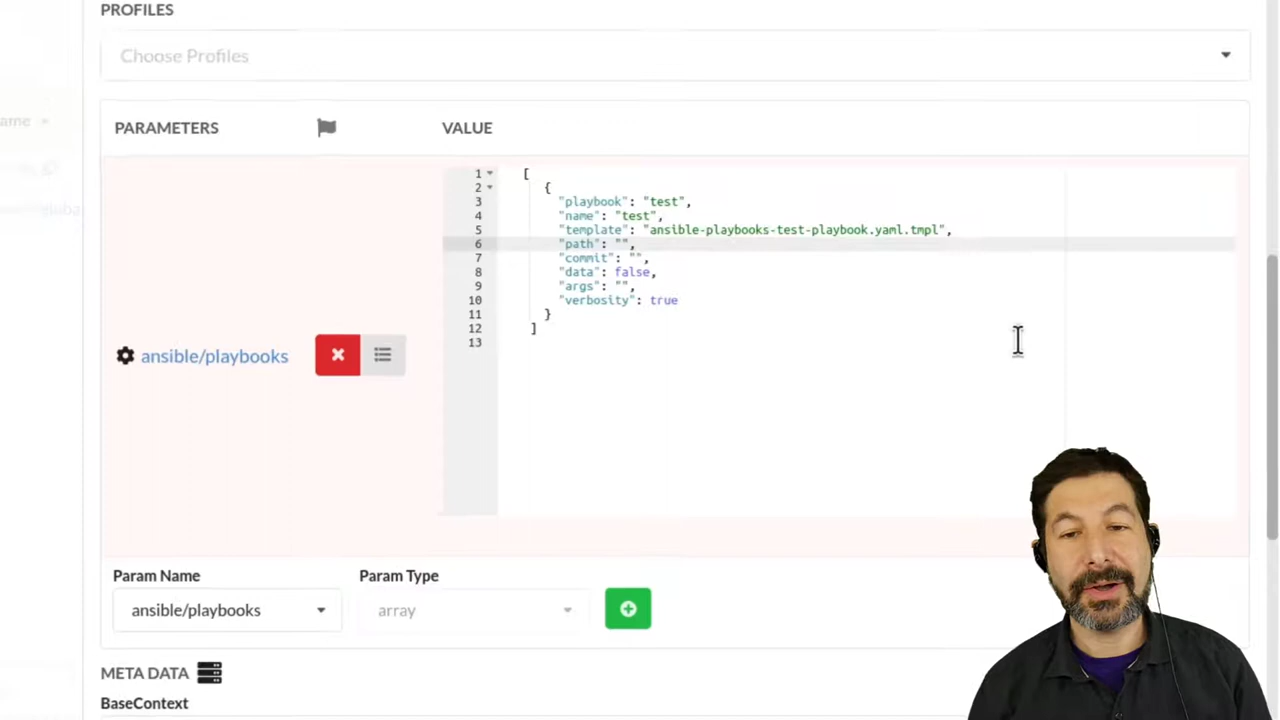 PROFILES
Choose Profiles
ame
PARAMETERS VALUE
1 [
2 {
3 "playbook": "test",
4 "name": "test",
5 "template": "ansible-playbooks-test-playbook.yaml.tmpl",
6 "path": "",
7 "commit": "",
8 "data": false,
9 "args": "",
10 "verbosity": true
11 }
12 ]
13
ansible/playbooks
Param Name Param Type
ansible/playbooks array
META DATA
BaseContext